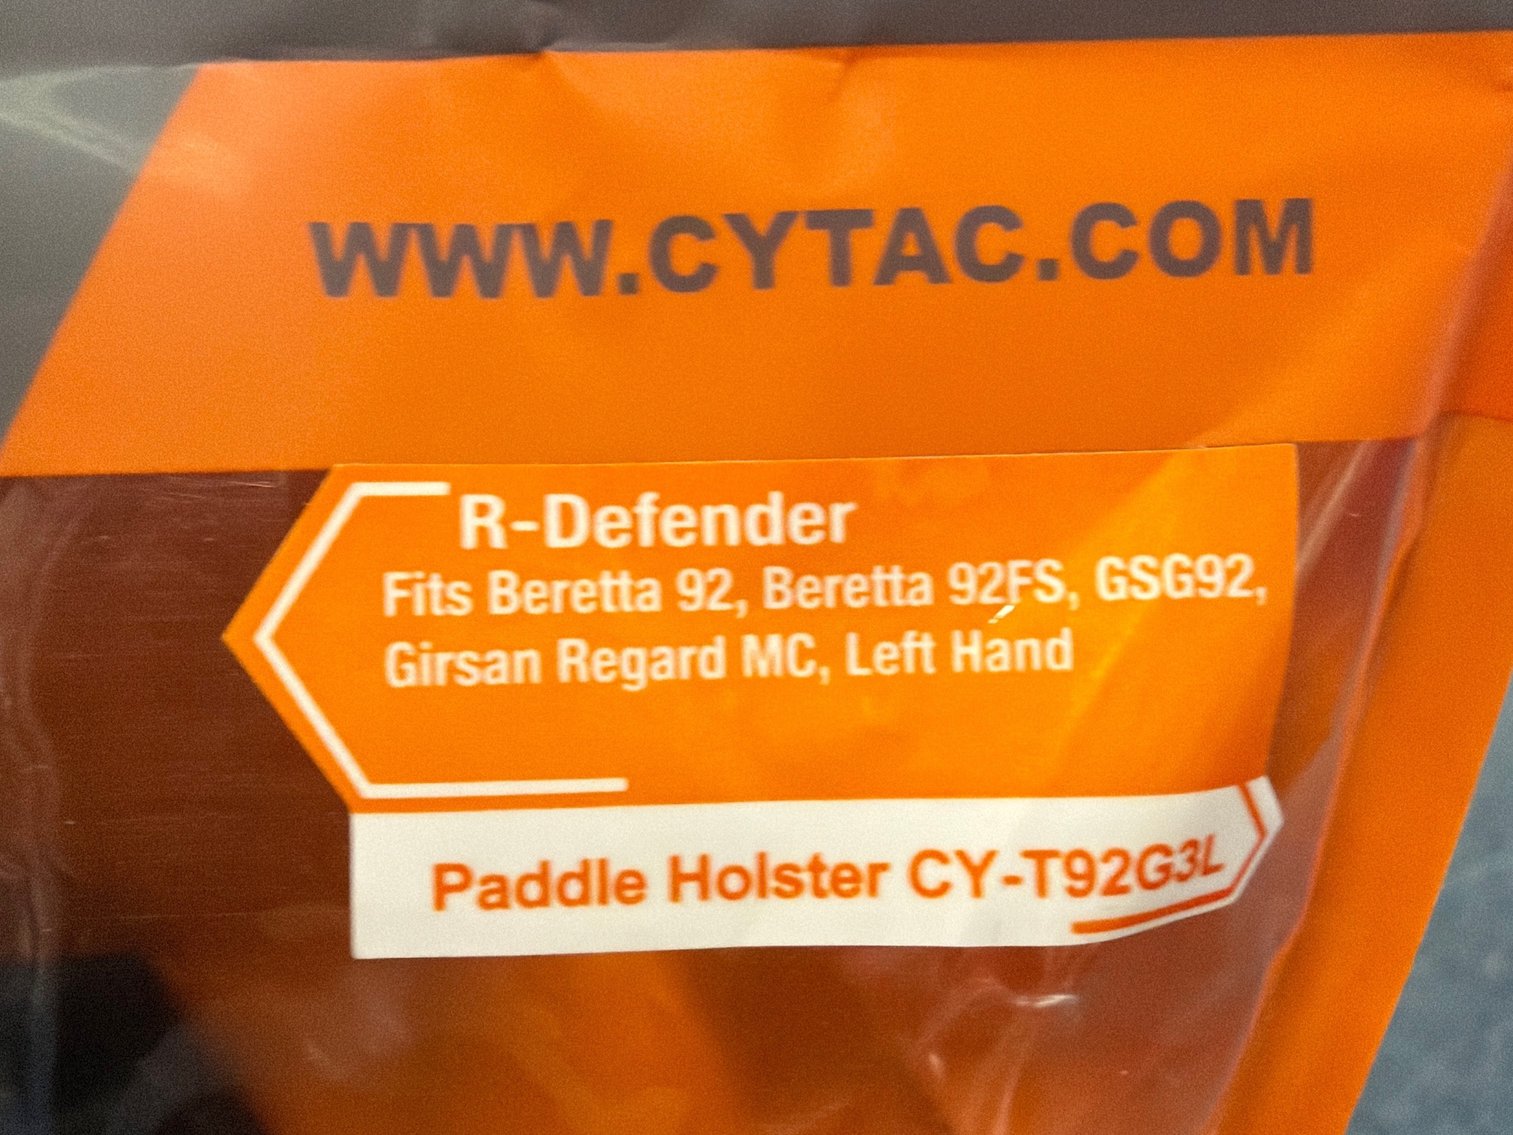 WWW.CYTAC.COM
R-Defender
Fits Beretta 92, Beretta 92FS, GSG92,
Girsan Regard MC, Left Hand
Paddle Holster CY-T92G3L